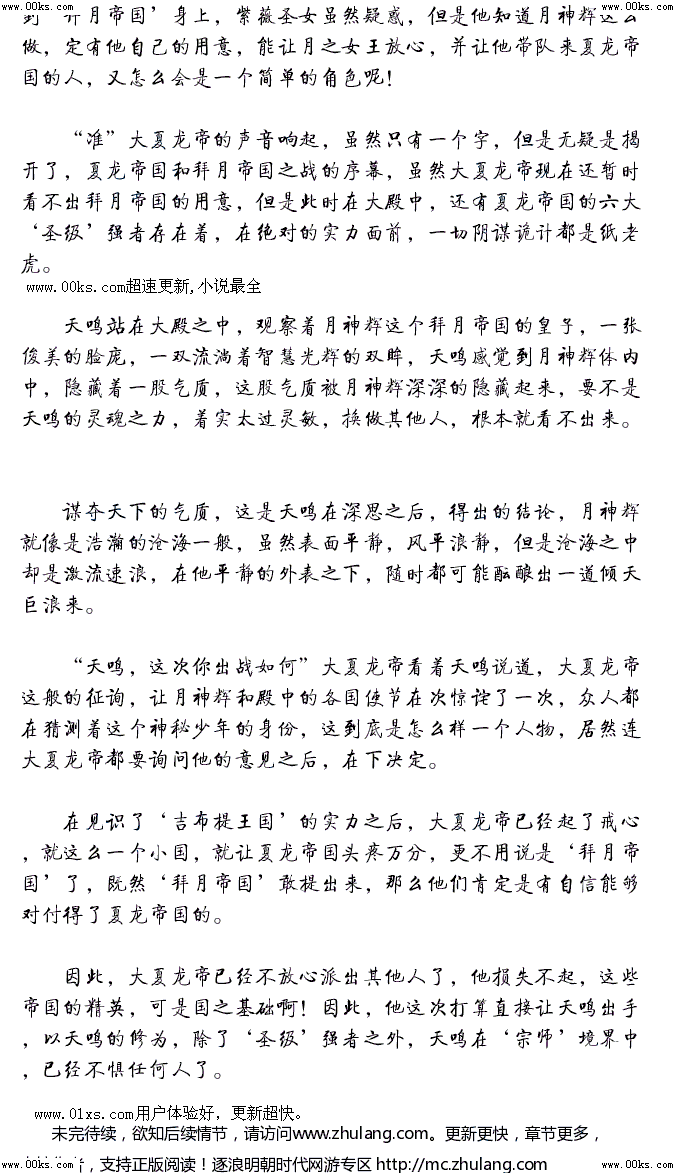 www.00ks.com www.00ks.com
到‘拜月帝国’身上，紫薇圣女虽然疑惑，但是他知道月神辉这么
做，定有他自己的用意，能让月之女王放心，并让他带队来夏龙帝
国的人，又怎么会是一个简单的角色呢！
“准”大夏龙帝的声音响起，虽然只有一个字，但是无疑是揭
开了，夏龙帝国和拜月帝国之战的序幕，虽然大夏龙帝现在还暂时
看不出拜月帝国的用意，但是此时在大殿中，还有夏龙帝国的六大
‘圣级’强者存在着，在绝对的实力面前，一切阴谋诡计都是纸老
虎。
www.00ks.com超速更新,小说最全
天鸣站在大殿之中，观察着月神辉这个拜月帝国的皇子，一张
俊美的脸庞，一双流淌着智慧光辉的双眸，天鸣感觉到月神辉体内
中，隐藏着一股气质，这股气质被月神辉深深的隐藏起来，要不是
天鸣的灵魂之力，着实太过灵敏，换做其他人，根本就看不出来。
谋夺天下的气质，这是天鸣在深思之后，得出的结论，月神辉
就像是浩瀚的沧海一般，虽然表面平静，风平浪静，但是沧海之中
却是激流速浪，在他平静的外表之下，随时都可能酝酿出一道倾天
巨浪来。
“天鸣，这次你出战如何”大夏龙帝看着天鸣说道，大夏龙帝
这般的征询，让月神辉和殿中的各国使节在次惊诧了一次，众人都
在猜测着这个神秘少年的身份，这到底是怎么样一个人物，居然连
大夏龙帝都要询问他的意见之后，在下决定。
在见识了‘吉布提王国’的实力之后，大夏龙帝已经起了戒心
，就这么一个小国，就让夏龙帝国头疼万分，更不用说是‘拜月帝
国’了，既然‘拜月帝国’敢提出来，那么他们肯定是有自信能够
对付得了夏龙帝国的。
因此，大夏龙帝已经不放心派出其他人了，他损失不起，这些
帝国的精英，可是国之基础啊！因此，他这次打算直接让天鸣出手
，以天鸣的修为，除了‘圣级’强者之外，天鸣在‘宗师’境界中
，已经不惧任何人了。
www.01xs.com用户体验好，更新超快。
未完待续，欲知后续情节，请访问www.zhulang.com。更新更快，章节更多，
，支持正版阅读！逐浪明朝时代网游专区 http://mc.zhulang.com
www.00ks.com www.00ks.com